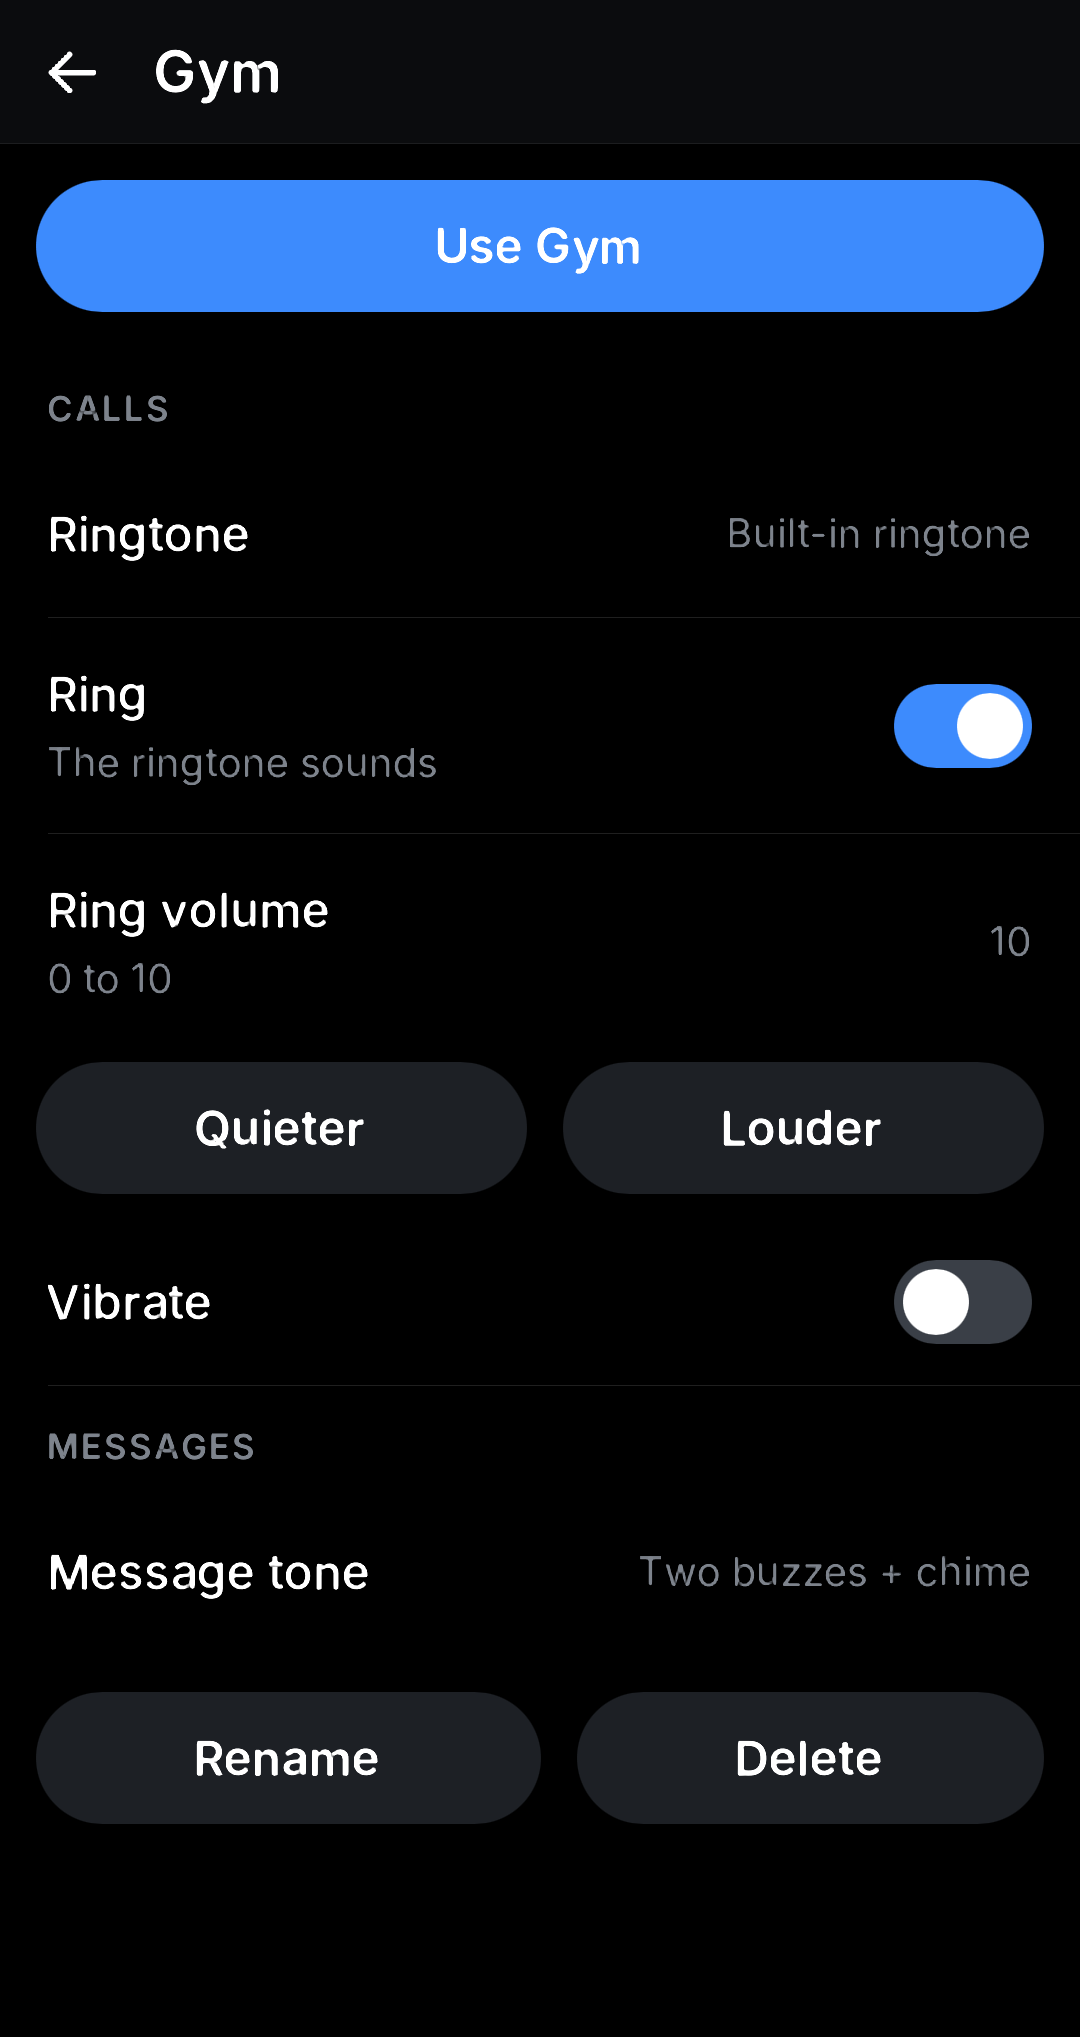 Gym
Use Gym
CALLS
Ringtone
Built-in ringtone
Ring
The ringtone sounds
Ring volume
0 to 10
10
Quieter
Louder
Vibrate
MESSAGES
Message tone
Two buzzes + chime
Rename
Delete